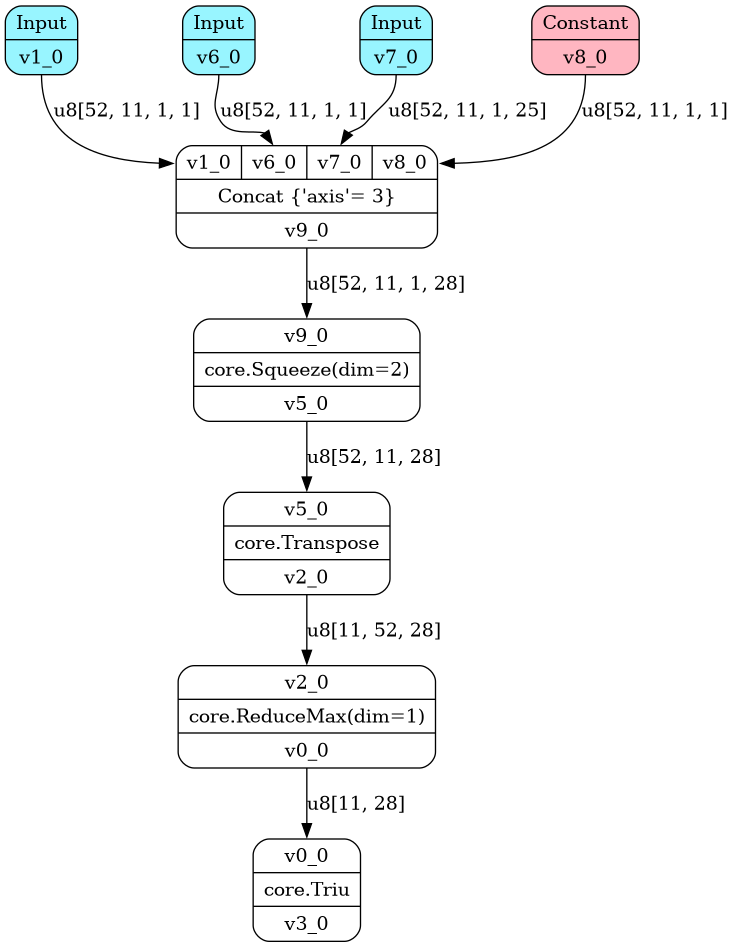 Input
v1_0
Input
v6_0
Input
v7_0
Constant
v8_0
u8[52, 11, 1, 1]
u8[52, 11, 1, 1]
u8[52, 11, 1, 25]
u8[52, 11, 1, 1]
v1_0 v6_0 v7_0 v8_0
Concat {'axis'= 3}
v9_0
u8[52, 11, 1, 28]
v9_0
core.Squeeze(dim=2)
v5_0
u8[52, 11, 28]
v5_0
core.Transpose
v2_0
u8[11, 52, 28]
v2_0
core.ReduceMax(dim=1)
v0_0
u8[11, 28]
v0_0
core.Triu
v3_0